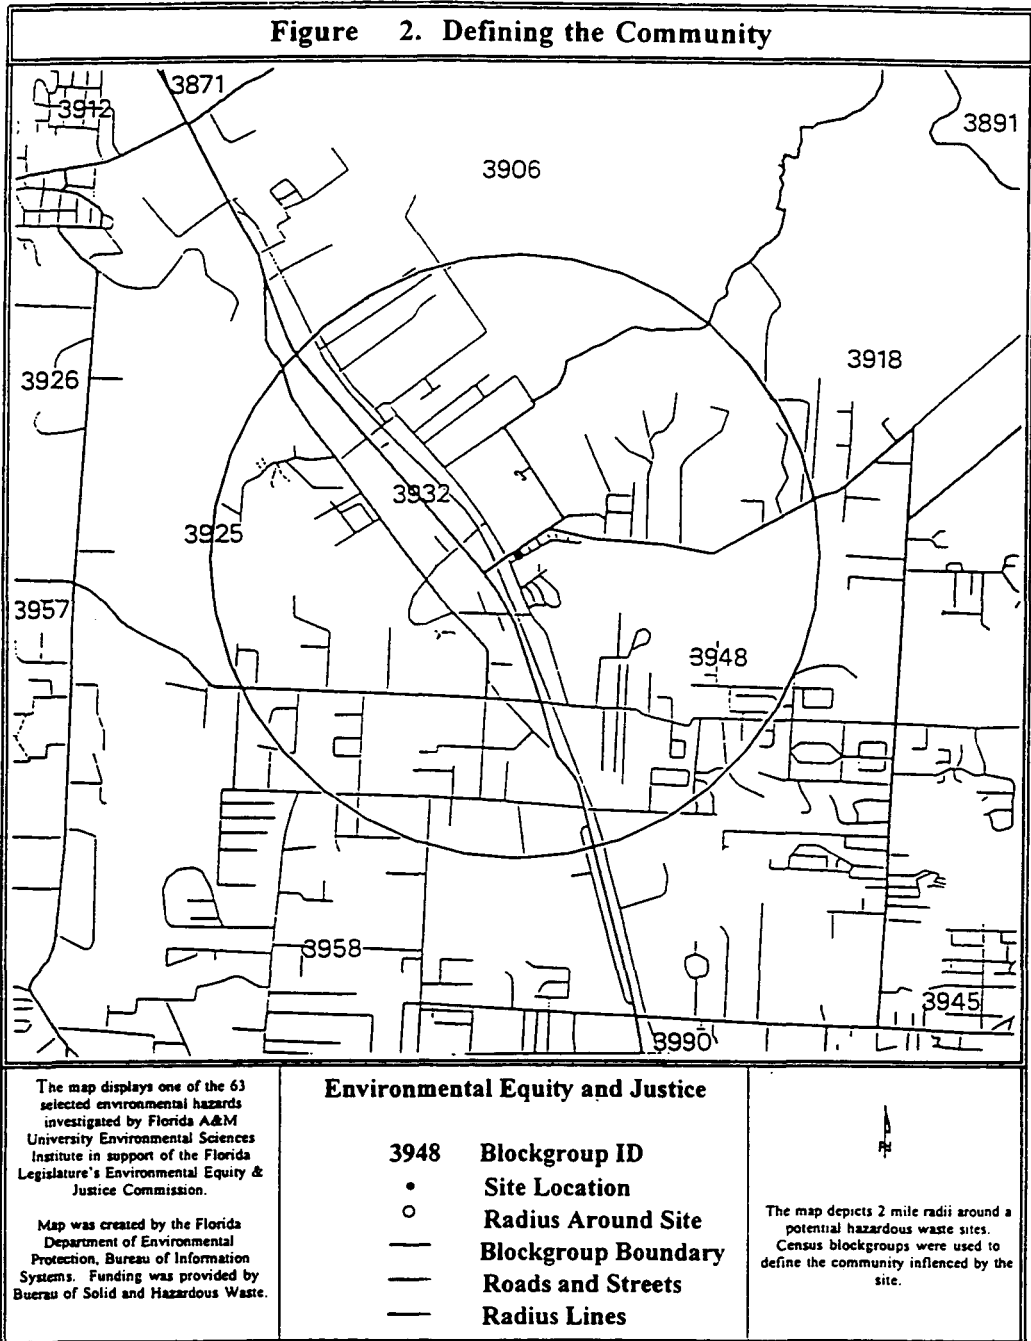 Figure 2. Defining the Community
3871
3912
3891
3906
3918
3926
3932
3925
3957
3948
3958
3945
3990
The map displays one of the 63
selected environmental hazards
investigated by Florida A&M
University Environmental Sciences
Institute in support of the Florida
Legislature's Environmental Equity &
Justice Commission.
Map was created by the Florida
Department of Environmental
Protection, Bureau of Information
Systems. Funding was provided by
Buerau of Solid and Hazardous Waste.
Environmental Equity and Justice
3948 Blockgroup ID
Site Location
Radius Around Site
Blockgroup Boundary
Roads and Streets
Radius Lines
The map depicts 2 mile radii around a
potential hazardous waste sites.
Census blockgroups were used to
define the community inflenced by the
site.